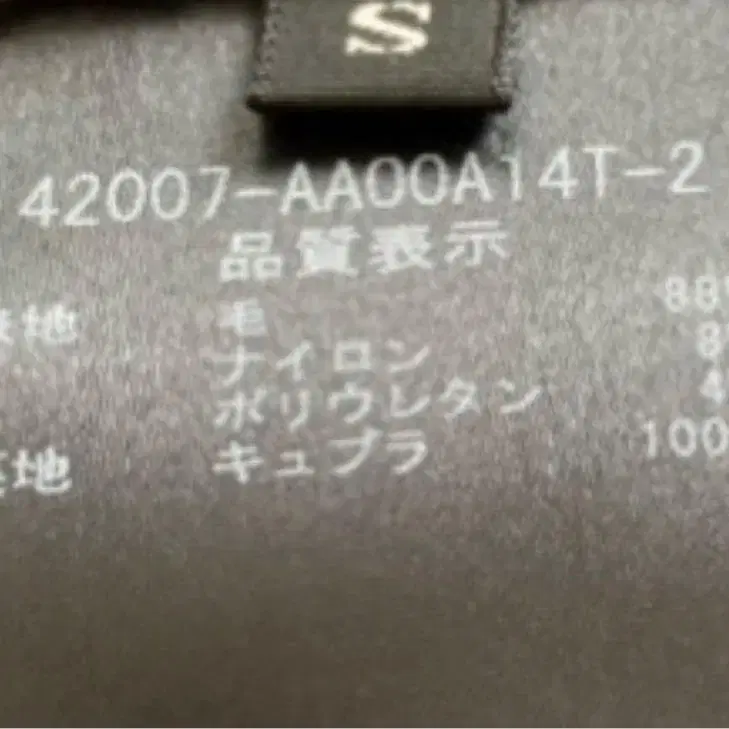 S
42007-AA00A14T-2
品質表示
地 毛 88
ナイロン 8
ポリウレタン 4
地 キュプラ 100